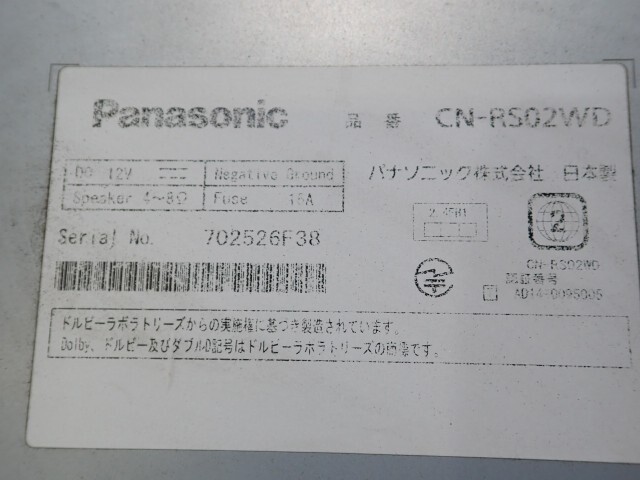 Panasonic 品番 CN-RS02WD
DC 12V Negative Ground
Speaker 4~8Ω Fuse 15A
パナソニック株式会社 日本製
2.4FH1
2
Serial No. 702526F38
CN-RS02WD
認証番号
AD14-0095005
ドルビーラボラトリーズからの実施権に基づき製造されています。
Dolby、ドルビー及びダブルD記号はドルビーラボラトリーズの商標です。